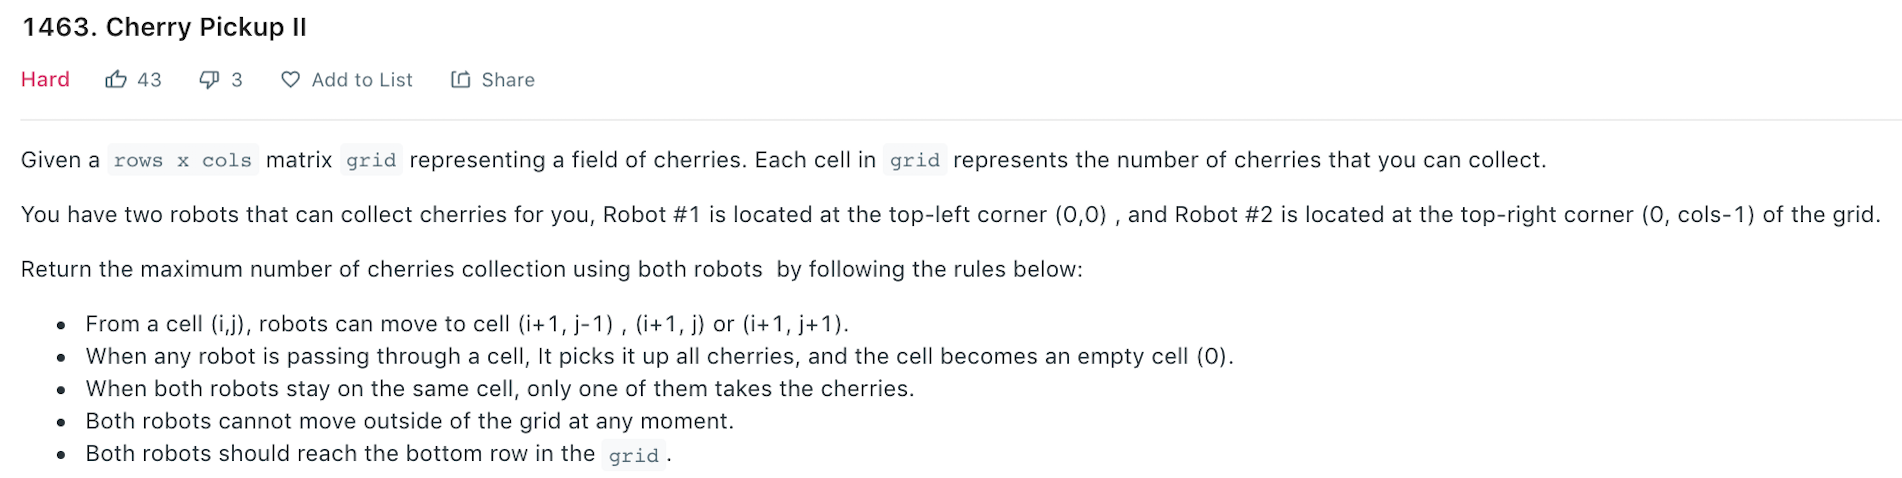 1463. Cherry Pickup II
Hard 43 3 Add to List Share
Given a rows x cols matrix grid representing a field of cherries. Each cell in grid represents the number of cherries that you can collect.
You have two robots that can collect cherries for you, Robot #1 is located at the top-left corner (0,0) , and Robot #2 is located at the top-right corner (0, cols-1) of the grid.
Return the maximum number of cherries collection using both robots  by following the rules below:
• From a cell (i,j), robots can move to cell (i+1, j-1) , (i+1, j) or (i+1, j+1).
• When any robot is passing through a cell, It picks it up all cherries, and the cell becomes an empty cell (0).
• When both robots stay on the same cell, only one of them takes the cherries.
• Both robots cannot move outside of the grid at any moment.
• Both robots should reach the bottom row in the grid .